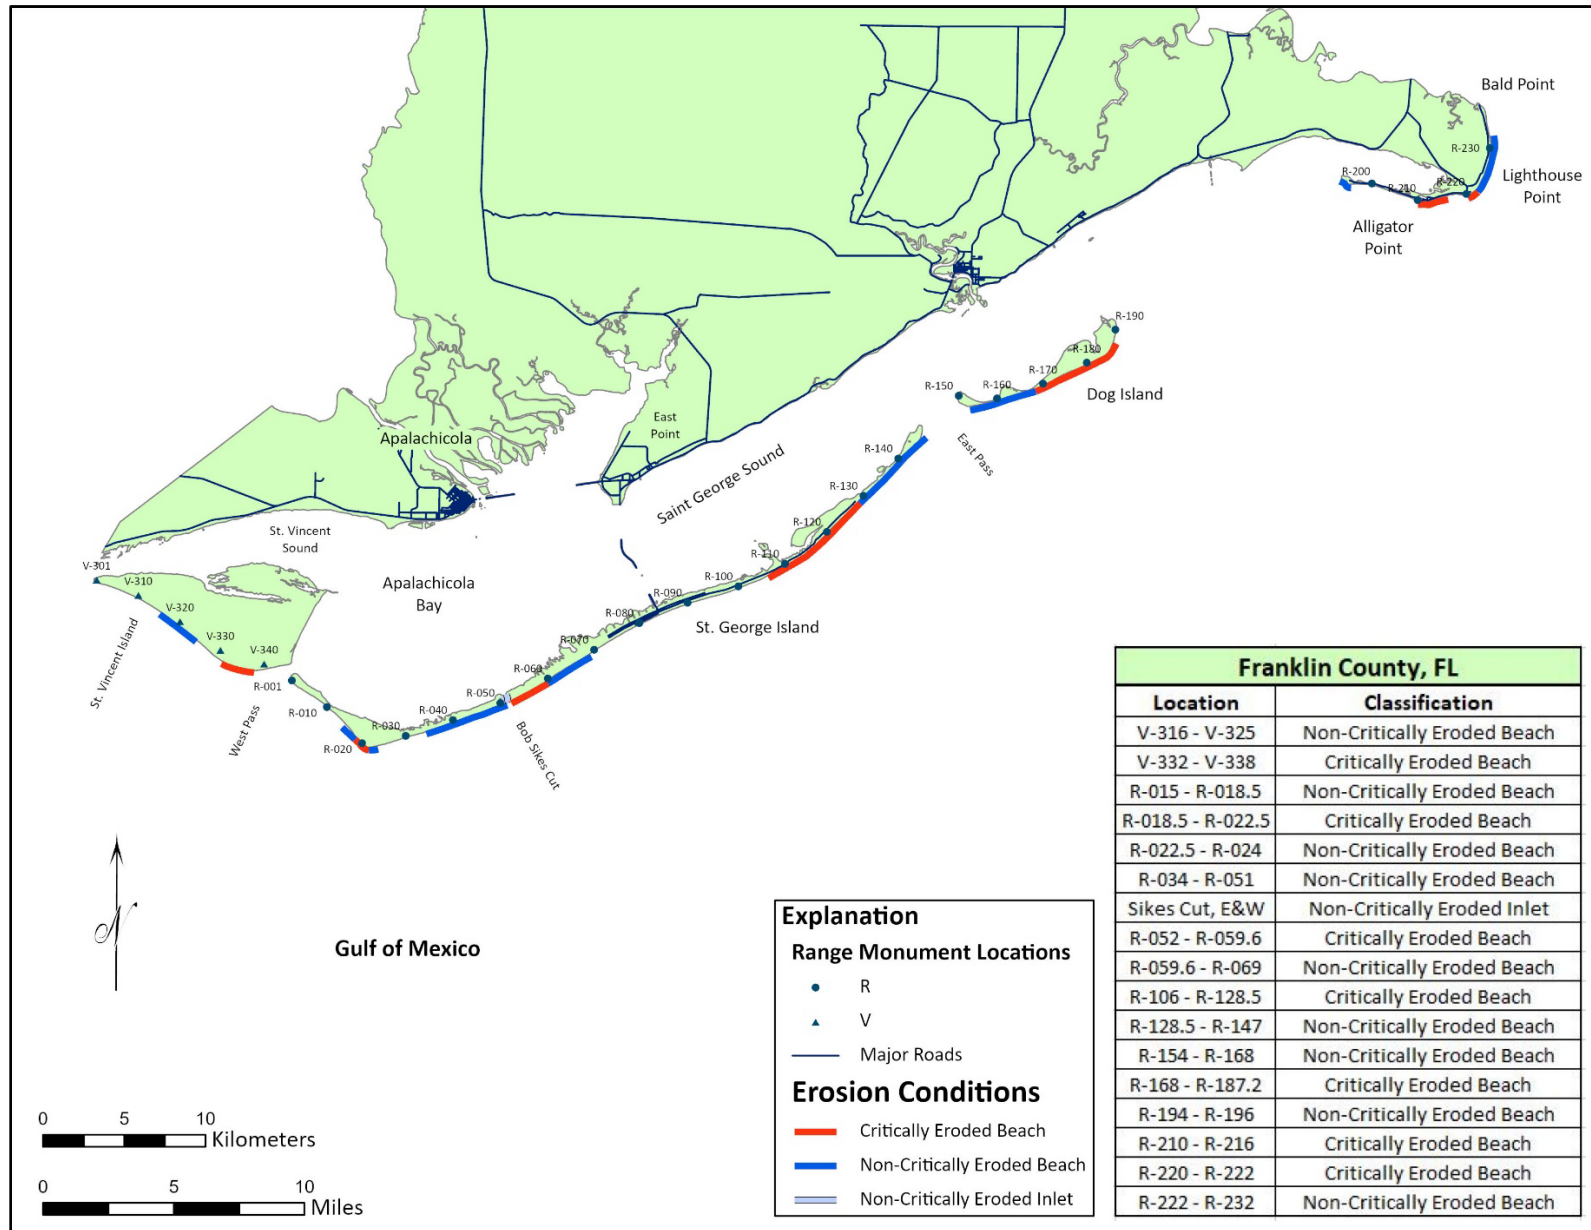 Bald Point
R-230
R-200
R-210
R-220
Lighthouse
Point
Alligator
Point
R-190
R-180
R-170
R-160
R-150
Dog Island
East Pass
East
Point
Apalachicola
Saint George Sound
R-140
R-130
R-120
R-110
R-100
R-090
R-080
R-070
R-060
R-050
R-040
R-030
R-020
R-010
R-001
St. George Island
St. Vincent
Sound
Apalachicola
Bay
V-301
V-310
V-320
V-330
V-340
St. Vincent Island
West Pass
Bob Sikes Cut
N
Gulf of Mexico
0 5 10
Kilometers
0 5 10
Miles
Explanation
Range Monument Locations
R
V
Major Roads
Erosion Conditions
Critically Eroded Beach
Non-Critically Eroded Beach
Non-Critically Eroded Inlet
Franklin County, FL
Location Classification
V-316 - V-325 Non-Critically Eroded Beach
V-332 - V-338 Critically Eroded Beach
R-015 - R-018.5 Non-Critically Eroded Beach
R-018.5 - R-022.5 Critically Eroded Beach
R-022.5 - R-024 Non-Critically Eroded Beach
R-034 - R-051 Non-Critically Eroded Beach
Sikes Cut, E&W Non-Critically Eroded Inlet
R-052 - R-059.6 Critically Eroded Beach
R-059.6 - R-069 Non-Critically Eroded Beach
R-106 - R-128.5 Critically Eroded Beach
R-128.5 - R-147 Non-Critically Eroded Beach
R-154 - R-168 Non-Critically Eroded Beach
R-168 - R-187.2 Critically Eroded Beach
R-194 - R-196 Non-Critically Eroded Beach
R-210 - R-216 Critically Eroded Beach
R-220 - R-222 Critically Eroded Beach
R-222 - R-232 Non-Critically Eroded Beach